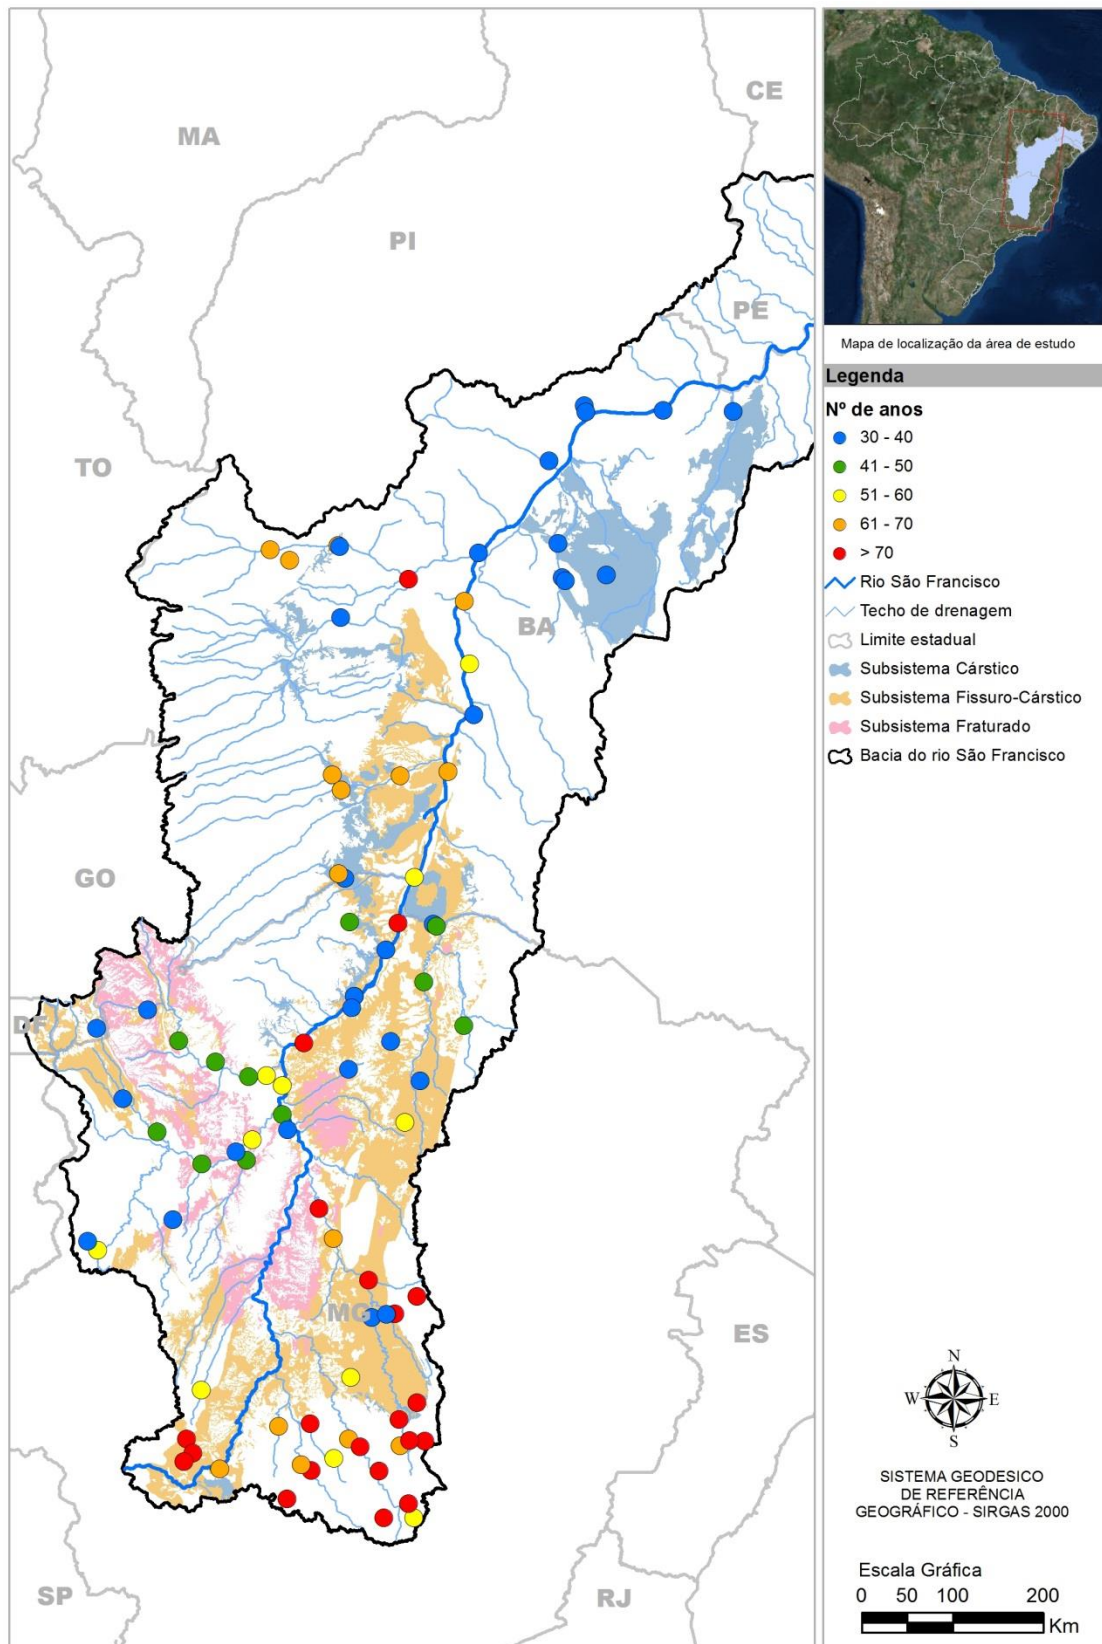 CE
MA
PI
PE
TO
BA
GO
DF
MG
ES
SP
RJ
Mapa de localização da área de estudo
Legenda
Nº de anos
30 - 40
41 - 50
51 - 60
61 - 70
> 70
Rio São Francisco
Techo de drenagem
Limite estadual
Subsistema Cárstico
Subsistema Fissuro-Cárstico
Subsistema Fraturado
Bacia do rio São Francisco
N
W E
S
SISTEMA GEODESICO
DE REFERÊNCIA
GEOGRÁFICO - SIRGAS 2000
Escala Gráfica
0 50 100 200
Km